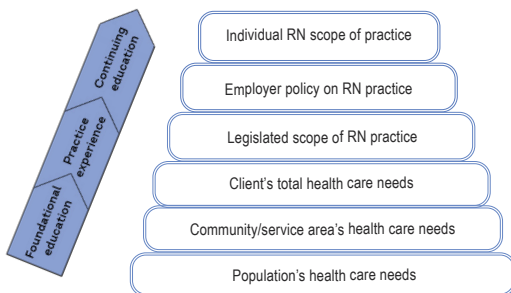 Continuing
education
Practice
experience
Foundational
education
Individual RN scope of practice
Employer policy on RN practice
Legislated scope of RN practice
Client's total health care needs
Community/service area's health care needs
Population's health care needs